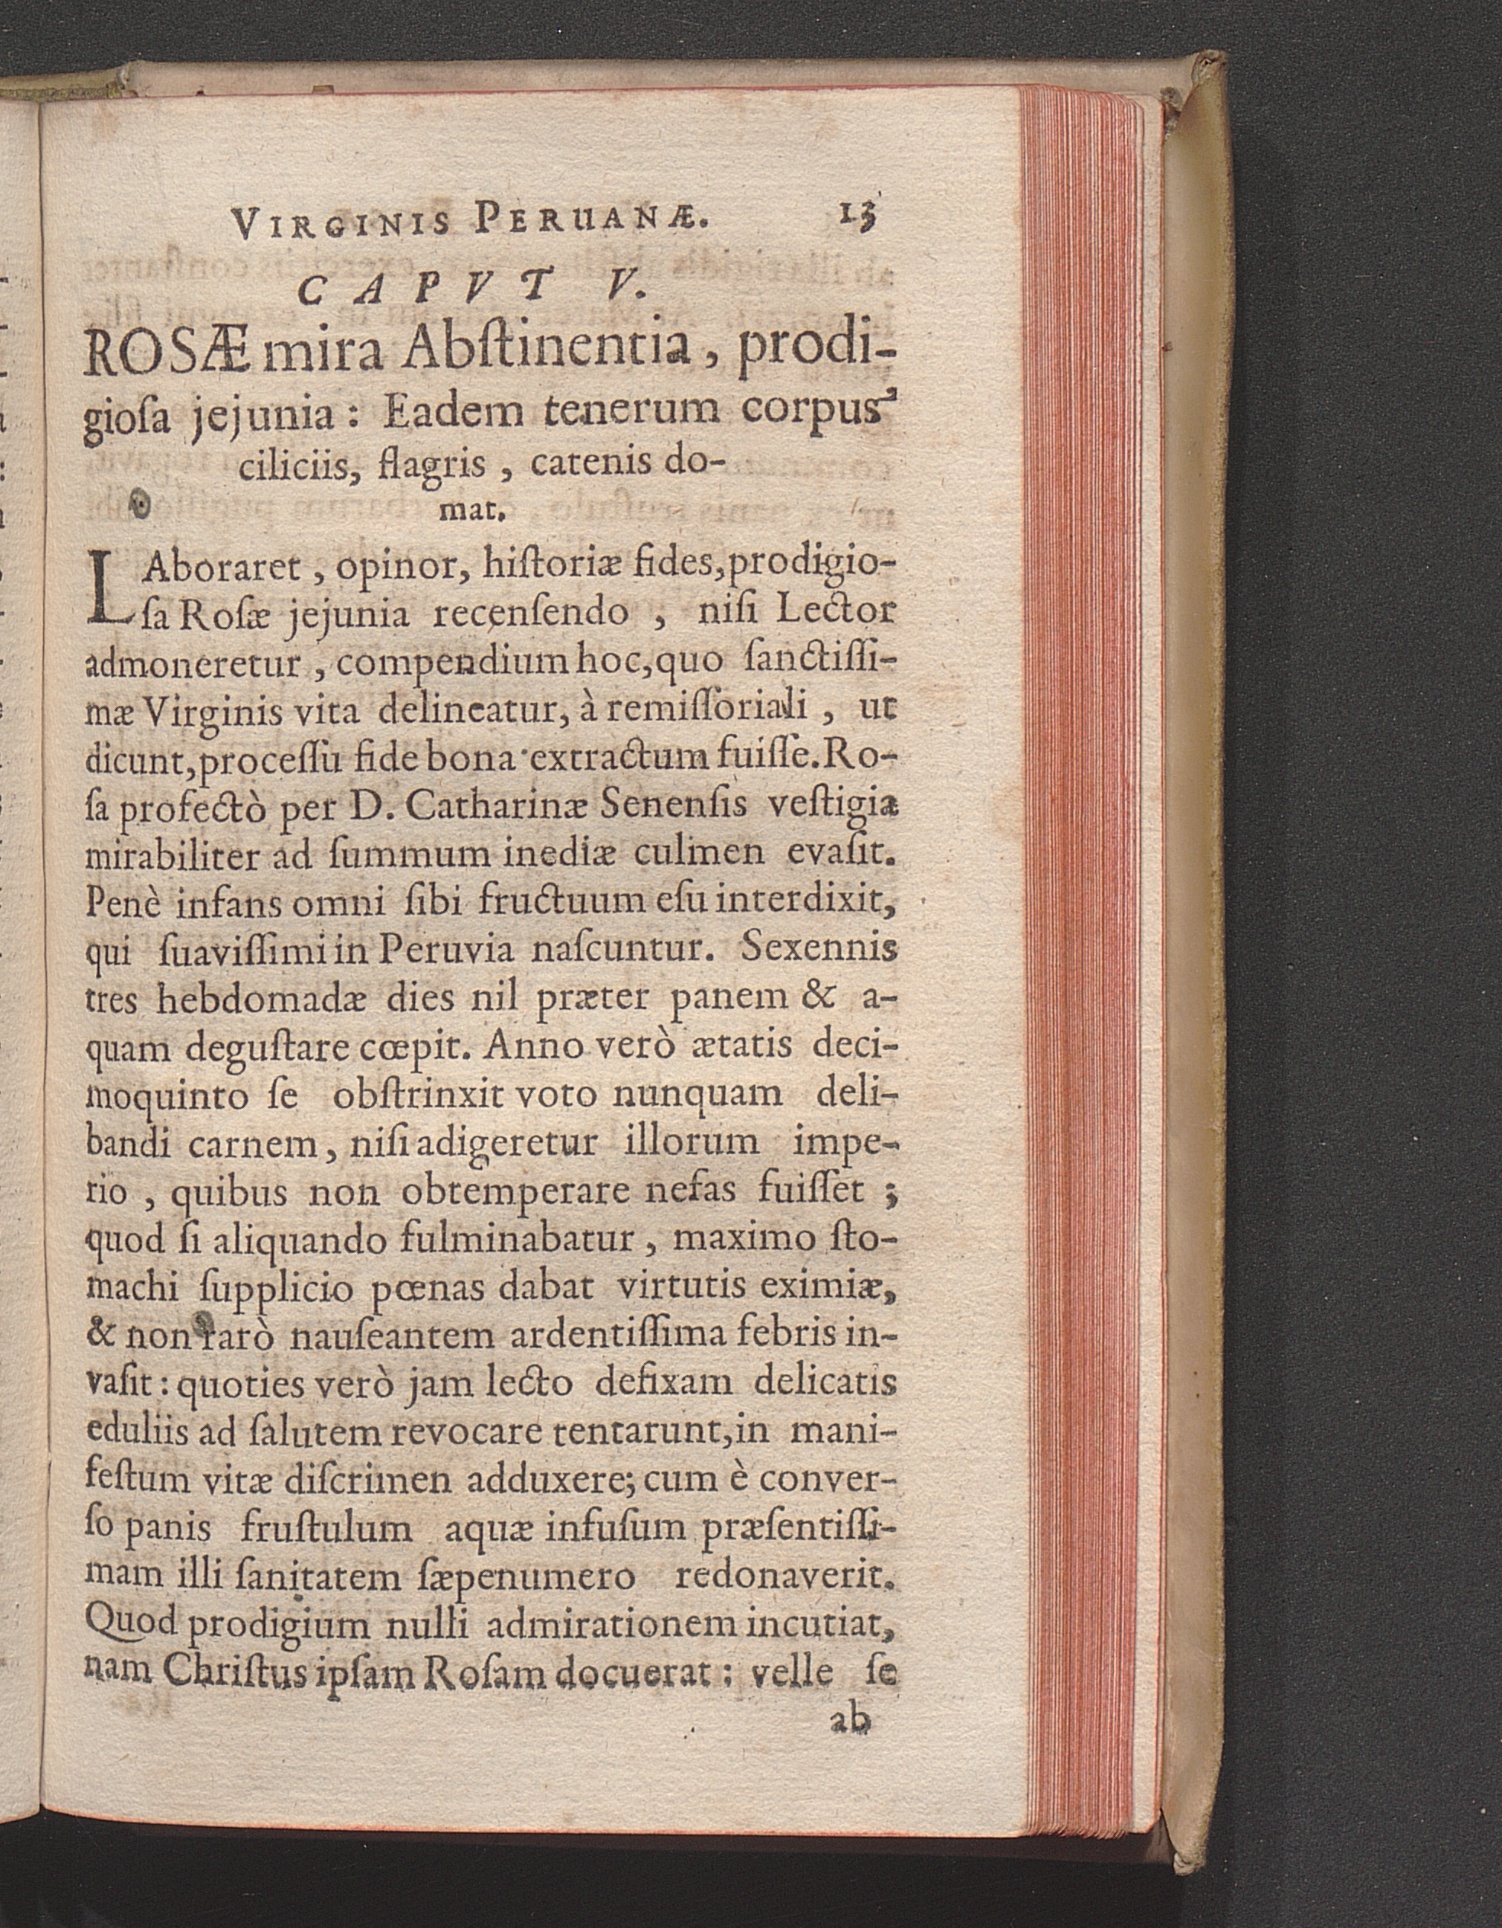 VIRGINIS PERUANÆ. 13
CAPVT V.
ROSÆ mira Abſtinentia, prodi-
gioſa jejunia: Eadem tenerum corpus
ciliciis, flagris, catenis do-
mat.
LAboraret, opinor, hiſtoriæ fides, prodigio-
ſa Roſæ jejunia recenſendo, niſi Lector
admoneretur, compendium hoc, quo ſanctiſſi-
mæ Virginis vita delineatur, à remiſſoriali, ut
dicunt, proceſſu fide bona extractum fuiſſe. Ro-
ſa profectò per D. Catharinæ Senenſis veſtigia
mirabiliter ad ſummum inediæ culmen evaſit.
Penè infans omni ſibi fructuum eſu interdixit,
qui ſuaviſſimi in Peruvia naſcuntur. Sexennis
tres hebdomadæ dies nil præter panem & a-
quam deguſtare cœpit. Anno verò ætatis deci-
moquinto ſe obſtrinxit voto nunquam deli-
bandi carnem, niſi adigeretur illorum impe-
rio, quibus non obtemperare nefas fuiſſet;
quod ſi aliquando fulminabatur, maximo ſto-
machi ſupplicio pœnas dabat virtutis eximiæ,
& non rarò nauſeantem ardentiſſima febris in-
vaſit: quoties verò jam lecto defixam delicatis
eduliis ad ſalutem revocare tentarunt, in mani-
feſtum vitæ diſcrimen adduxere; cum è conver-
ſo panis fruſtulum aquæ infuſum præſentiſſi-
mam illi ſanitatem ſæpenumero redonaverit.
Quod prodigium nulli admirationem incutiat,
nam Chriſtus ipſam Roſam docuerat: velle ſe
ab